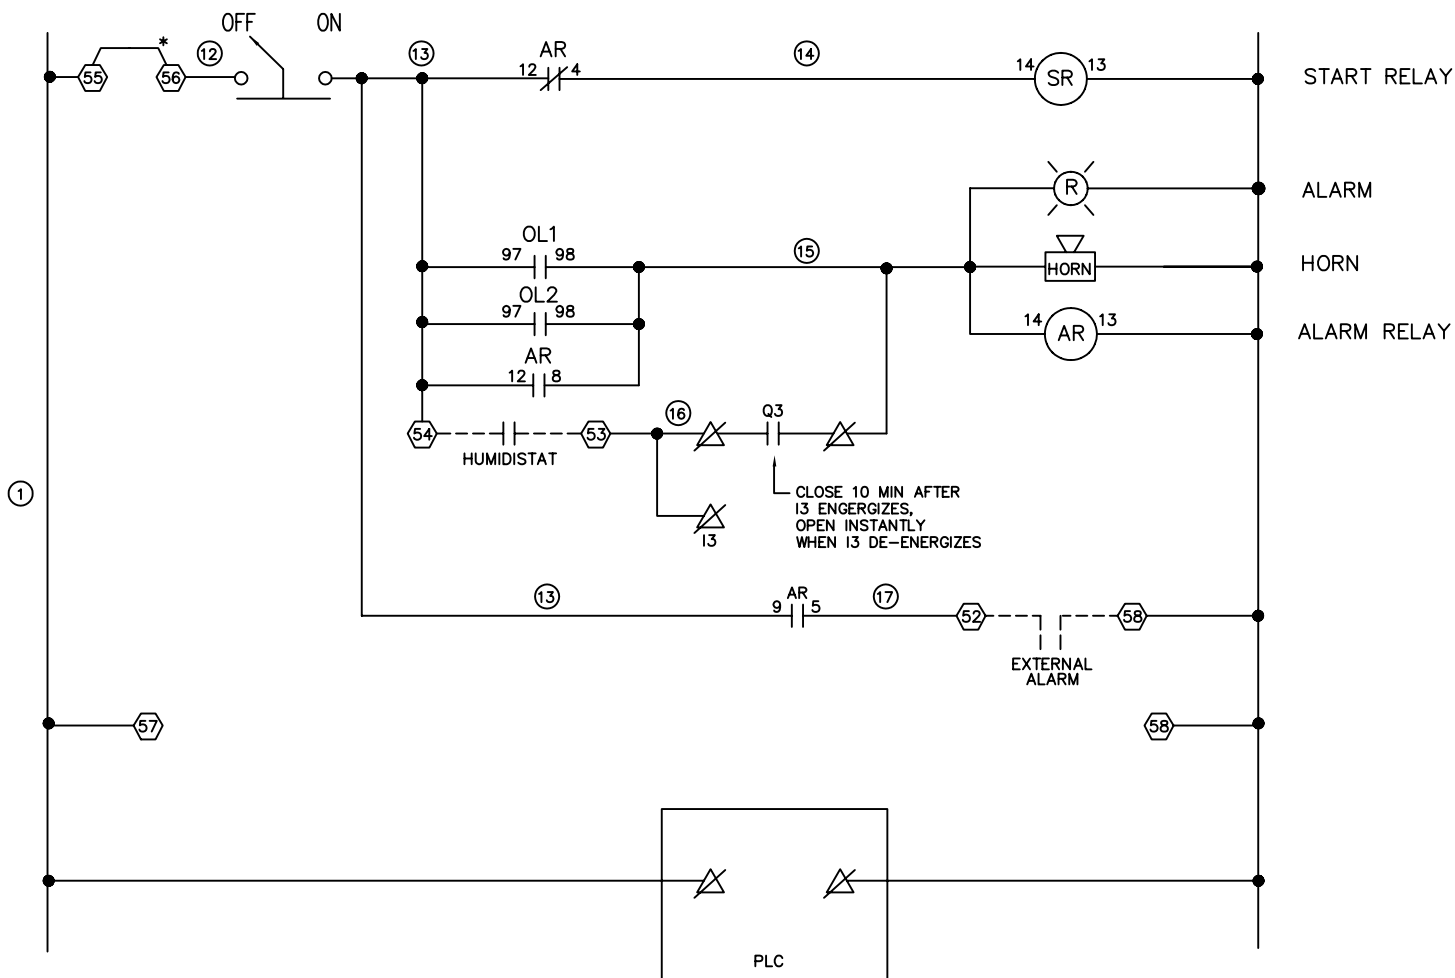 OFF ON
55 * 56 12 13 AR 12 4 14 14 SR 13 START RELAY
R ALARM
OL1
97 98 15 HORN HORN
OL2
97 98 14 AR 13 ALARM RELAY
AR
12 8
16 Q3
54 53
HUMIDISTAT
1 CLOSE 10 MIN AFTER
I3 ENGERGIZES,
OPEN INSTANTLY
I3 WHEN I3 DE-ENERGIZES
13 AR 17
9 5 52 58
EXTERNAL
ALARM
57 58
PLC